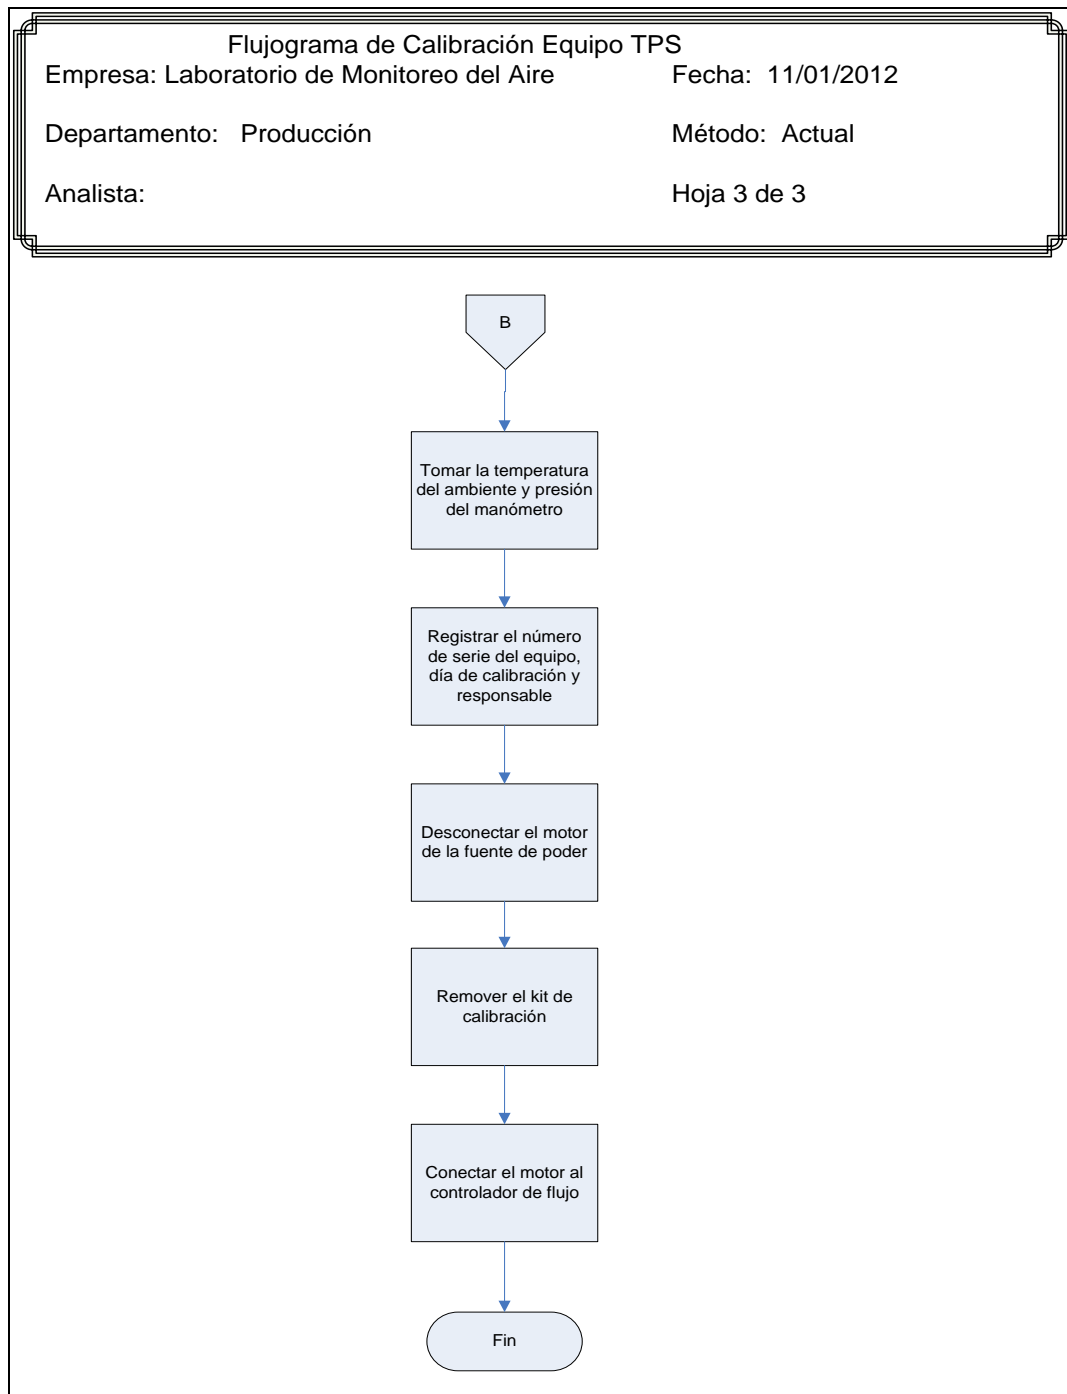 Flujograma de Calibración Equipo TPS
Empresa: Laboratorio de Monitoreo del Aire Fecha: 11/01/2012
Departamento: Producción Método: Actual
Analista: Hoja 3 de 3
B
Tomar la temperatura
del ambiente y presión
del manómetro
Registrar el número
de serie del equipo,
día de calibración y
responsable
Desconectar el motor
de la fuente de poder
Remover el kit de
calibración
Conectar el motor al
controlador de flujo
Fin